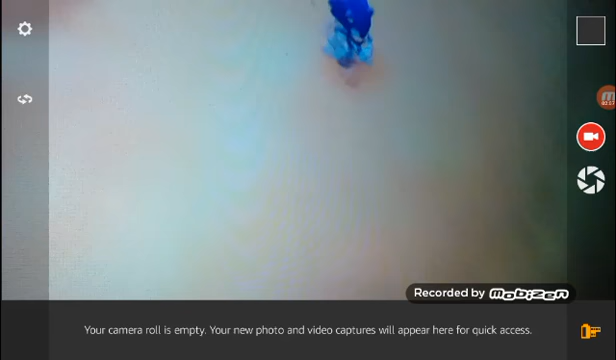 Recorded by mobizen
Your camera roll is empty. Your new photo and video captures will appear here for quick access.